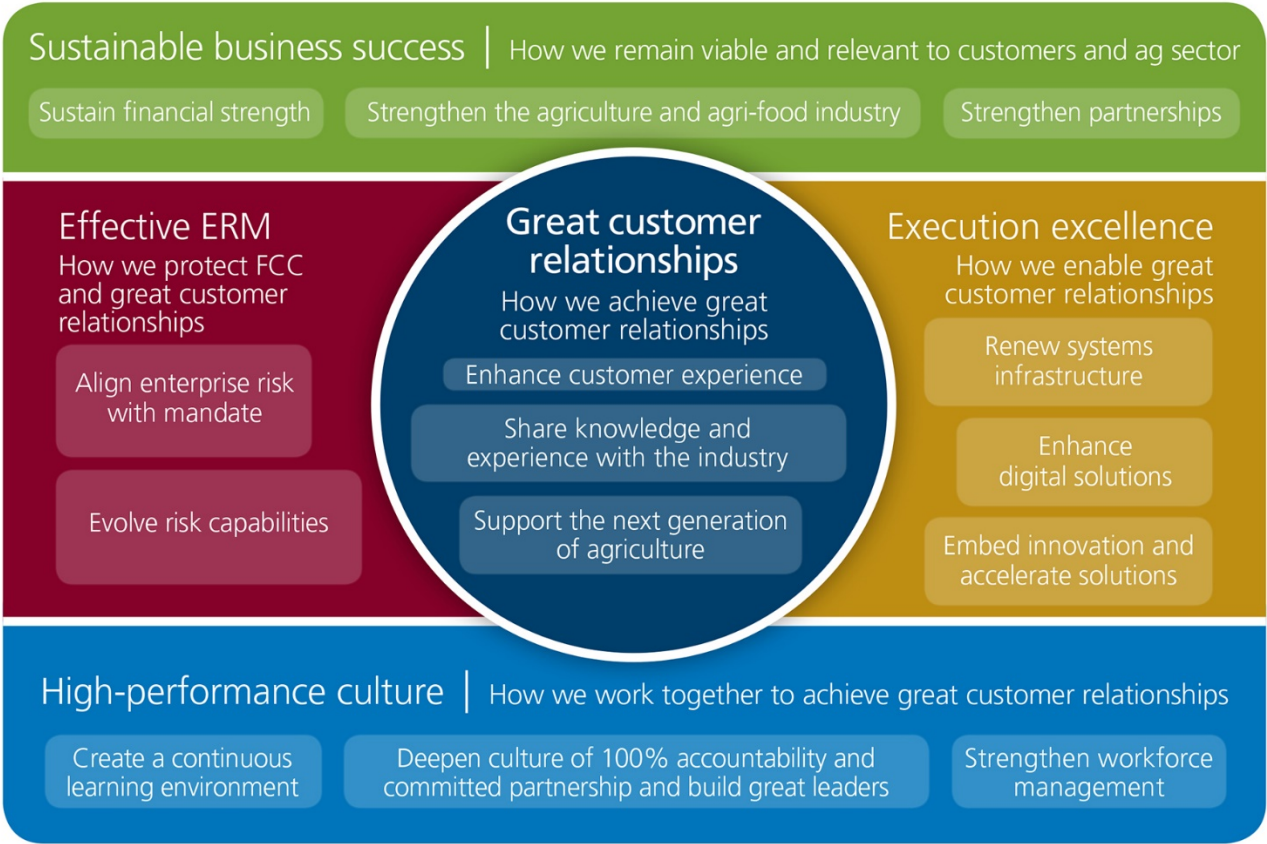 Sustainable business success | How we remain viable and relevant to customers and ag sector
Sustain financial strength
Strengthen the agriculture and agri-food industry
Strengthen partnerships
Effective ERM
How we protect FCC
and great customer
relationships
Align enterprise risk
with mandate
Evolve risk capabilities
Great customer
relationships
How we achieve great
customer relationships
Enhance customer experience
Share knowledge and
experience with the industry
Support the next generation
of agriculture
Execution excellence
How we enable great
customer relationships
Renew systems
infrastructure
Enhance
digital solutions
Embed innovation and
accelerate solutions
High-performance culture | How we work together to achieve great customer relationships
Create a continuous
learning environment
Deepen culture of 100% accountability and
committed partnership and build great leaders
Strengthen workforce
management